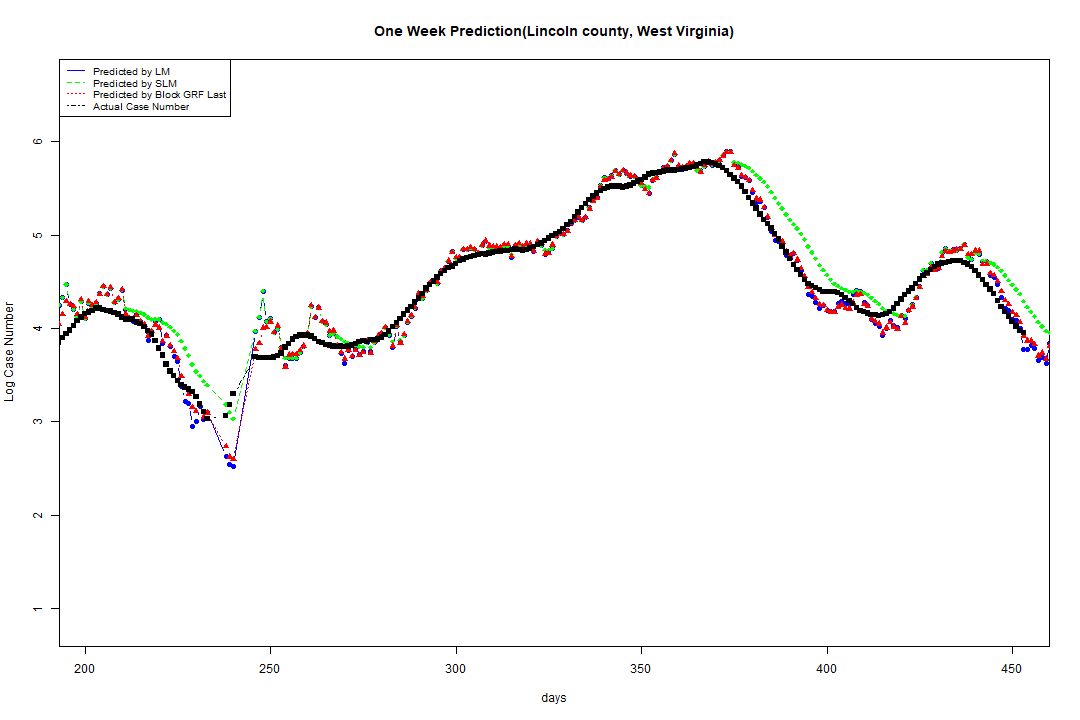 One Week Prediction(Lincoln county, West Virginia)
Predicted by LM
Predicted by SLM
Predicted by Block GRF Last
Actual Case Number
6
5
4
3
2
1
Log Case Number
200 250 300 350 400 450
days